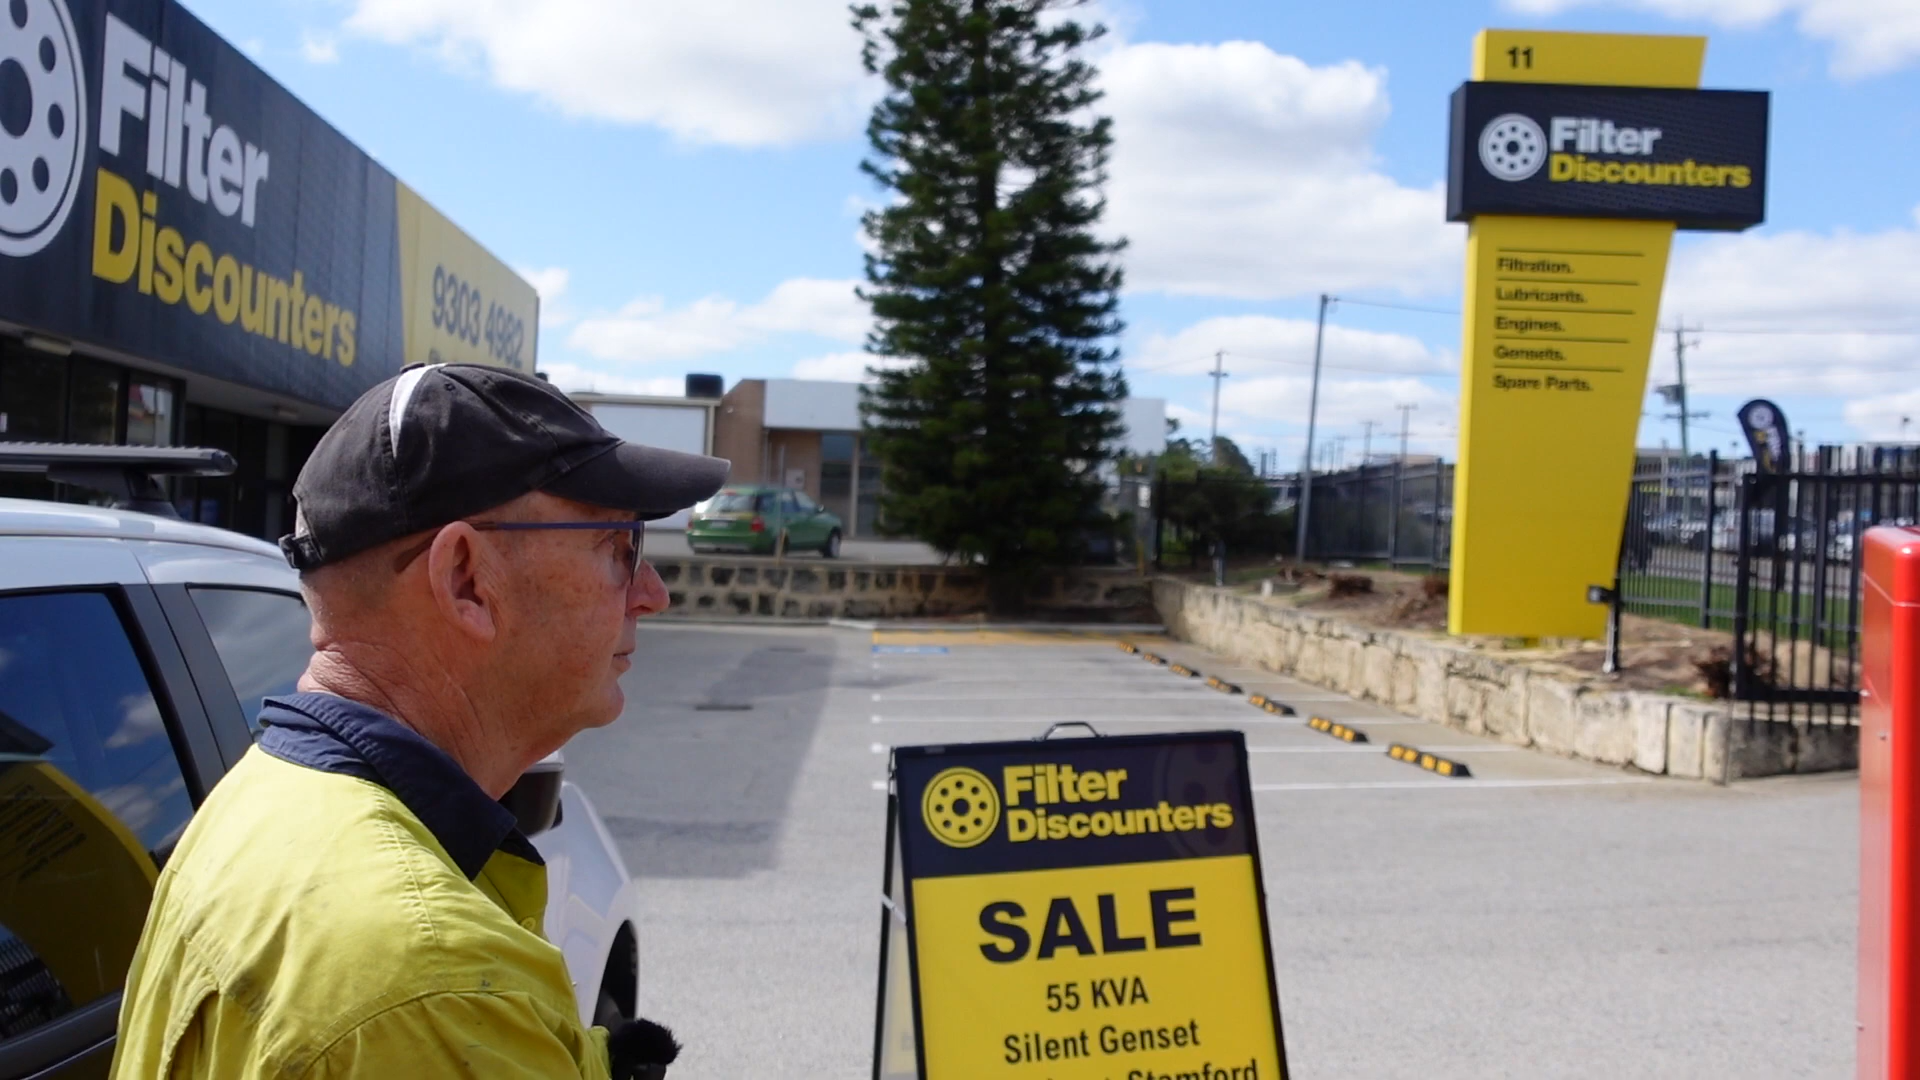 Filter
Discounters
9303 4982
11
Filter
Discounters
Filtration.
Lubricants.
Engines.
Gensets.
Spare Parts.
Filter
Discounters
SALE
55 KVA
Silent Genset
Stamford